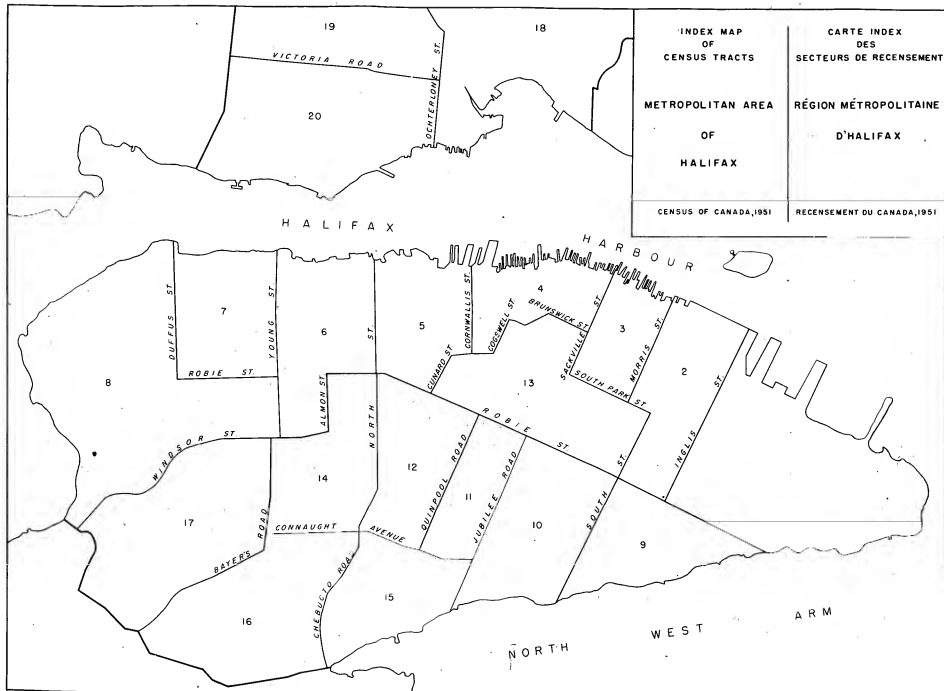 INDEX MAP
OF
CENSUS TRACTS
METROPOLITAN AREA
OF
HALIFAX
CENSUS OF CANADA, 1951
CARTE INDEX
DES
SECTEURS DE RECENSEMENT
RÉGION MÉTROPOLITAINE
D'HALIFAX
RECENSEMENT DU CANADA, 1951
19
18
VICTORIA ROAD
OCHTERLONEY ST.
20
HALIFAX HARBOUR
DUFFUS ST
7
YOUNG ST.
6
NORTH ST.
5
CORNWALLIS ST.
4
COGSWELL ST.
BRUNSWICK ST
SACKVILLE ST
3
MORRIS ST.
2
INGLIS ST.
8
ROBIE ST.
ALMON ST
CUNARD ST
13
SOUTH PARK ST
ROBIE ST.
WINDSOR ST.
14
12
QUINPOOL ROAD
11
JUBILEE ROAD
10
SOUTH ST.
9
17
BAYER'S ROAD
CONNAUGHT AVENUE
CHEBUCTO ROAD
15
16
NORTH WEST ARM